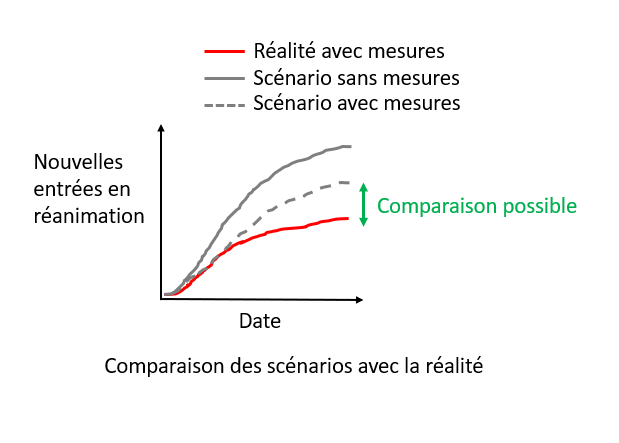 Réalité avec mesures
Scénario sans mesures
Scénario avec mesures
Nouvelles
entrées en
réanimation
Comparaison possible
Date
Comparaison des scénarios avec la réalité